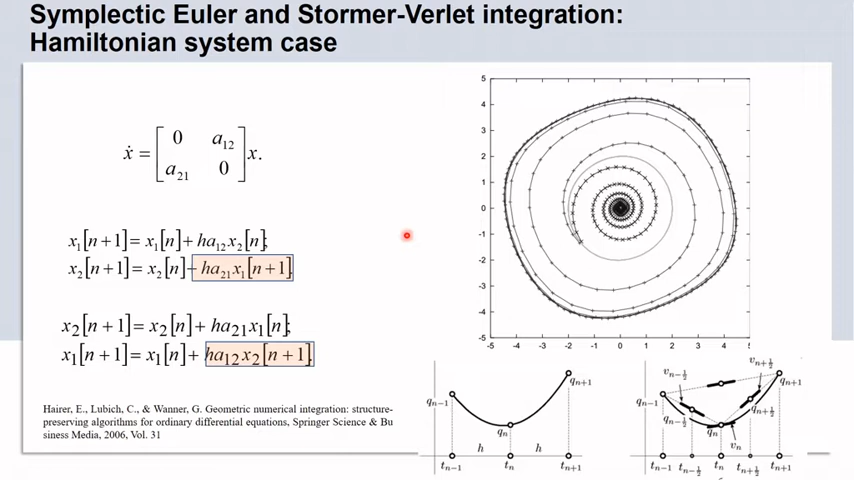 Symplectic Euler and Stormer-Verlet integration:
Hamiltonian system case
ẋ = [ 0 a12
a21 0 ] x.
x1[n+1]= x1[n]+ ha12x2[n];
x2[n+1]= x2[n]+ ha21x1[n+1].
x2[n+1]= x2[n]+ ha21x1[n];
x1[n+1]= x1[n]+ ha12x2[n+1].
Hairer, E., Lubich, C., & Wanner, G. Geometric numerical integration: structure-
preserving algorithms for ordinary differential equations, Springer Science & Bu
siness Media, 2006, Vol. 31
5
4
3
2
1
0
-1
-2
-3
-4
-5
-5 -4 -3 -2 -1 0 1 2 3 4
qn−1
qn
qn+1
h h
tn−1 tn tn+1
vn−½
vn+½
qn−1
qn+1
qn−½
qn+½
qn
vn
tn−1 tn−½ tn tn+½ tn+1